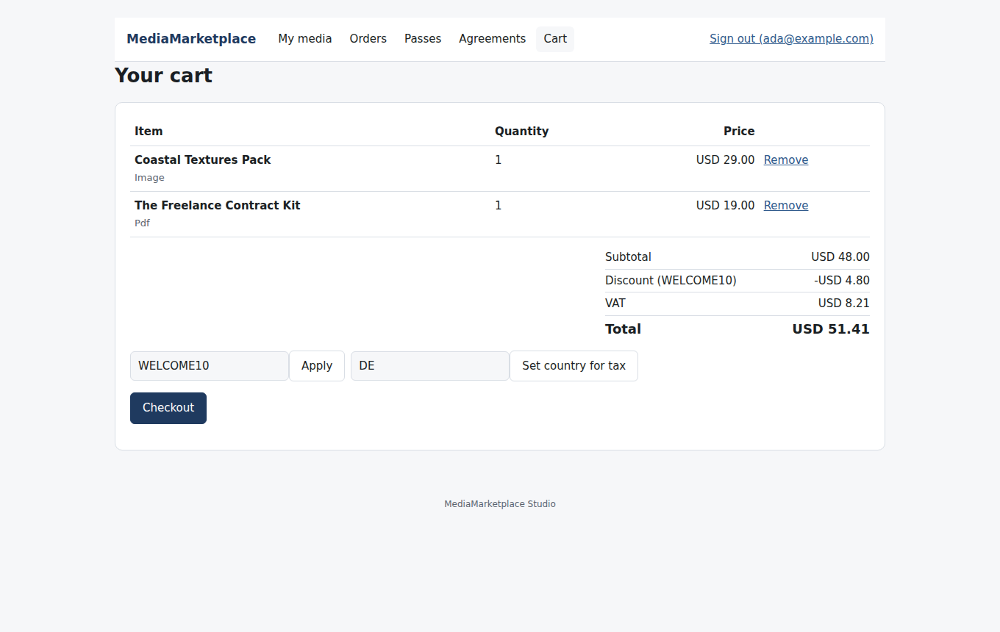 MediaMarketplace My media Orders Passes Agreements Cart Sign out (ada@example.com)
Your cart
Item Quantity Price
Coastal Textures Pack 1 USD 29.00 Remove
Image
The Freelance Contract Kit 1 USD 19.00 Remove
Pdf
Subtotal USD 48.00
Discount (WELCOME10) -USD 4.80
VAT USD 8.21
Total USD 51.41
WELCOME10 Apply DE Set country for tax
Checkout
MediaMarketplace Studio